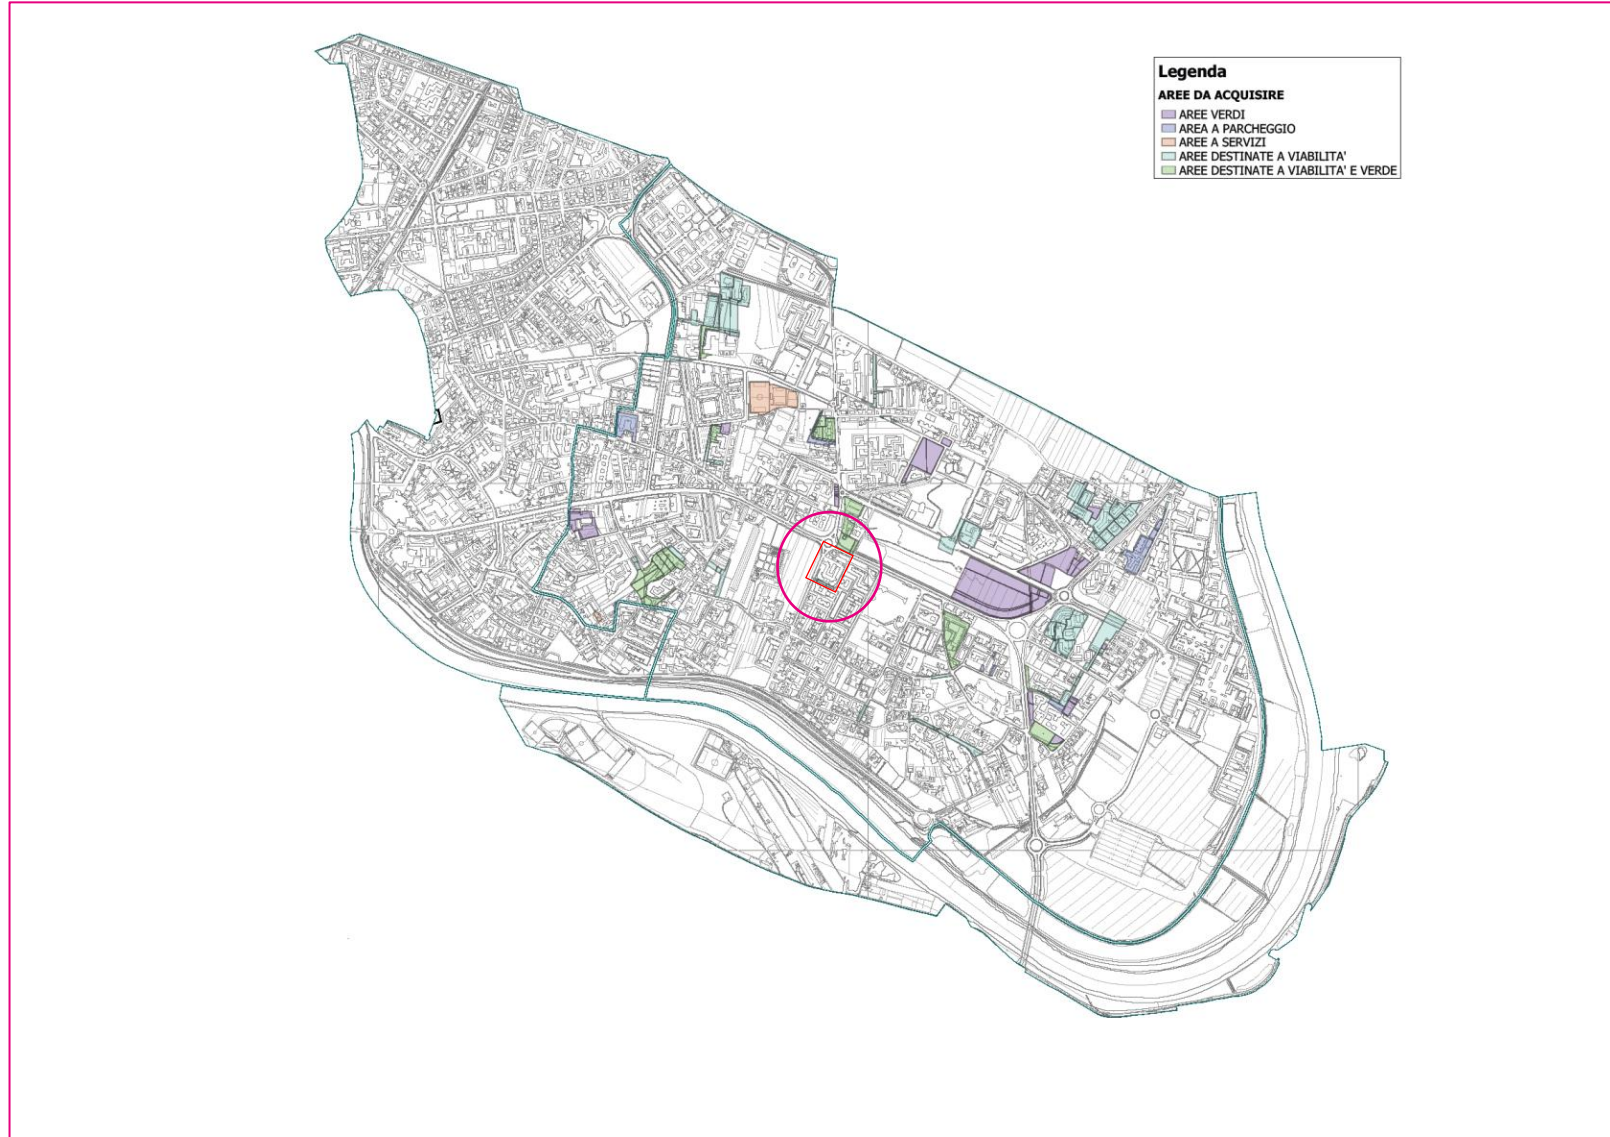 Legenda
AREE DA ACQUISIRE
AREE VERDI
AREA A PARCHEGGIO
AREE A SERVIZI
AREE DESTINATE A VIABILITA'
AREE DESTINATE A VIABILITA' E VERDE